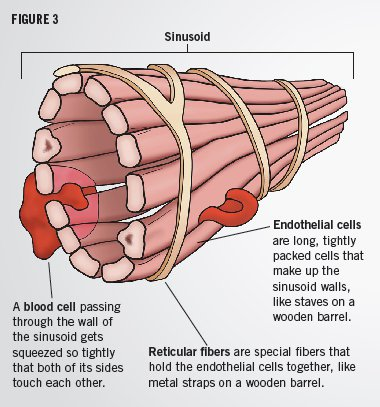 FIGURE 3
Sinusoid
Endothelial cells
are long, tightly
packed cells that
make up the
sinusoid walls,
like staves on a
wooden barrel.
A blood cell passing
through the wall of
the sinusoid gets
squeezed so tightly
that both of its sides
touch each other.
Reticular fibers are special fibers that
hold the endothelial cells together, like
metal straps on a wooden barrel.